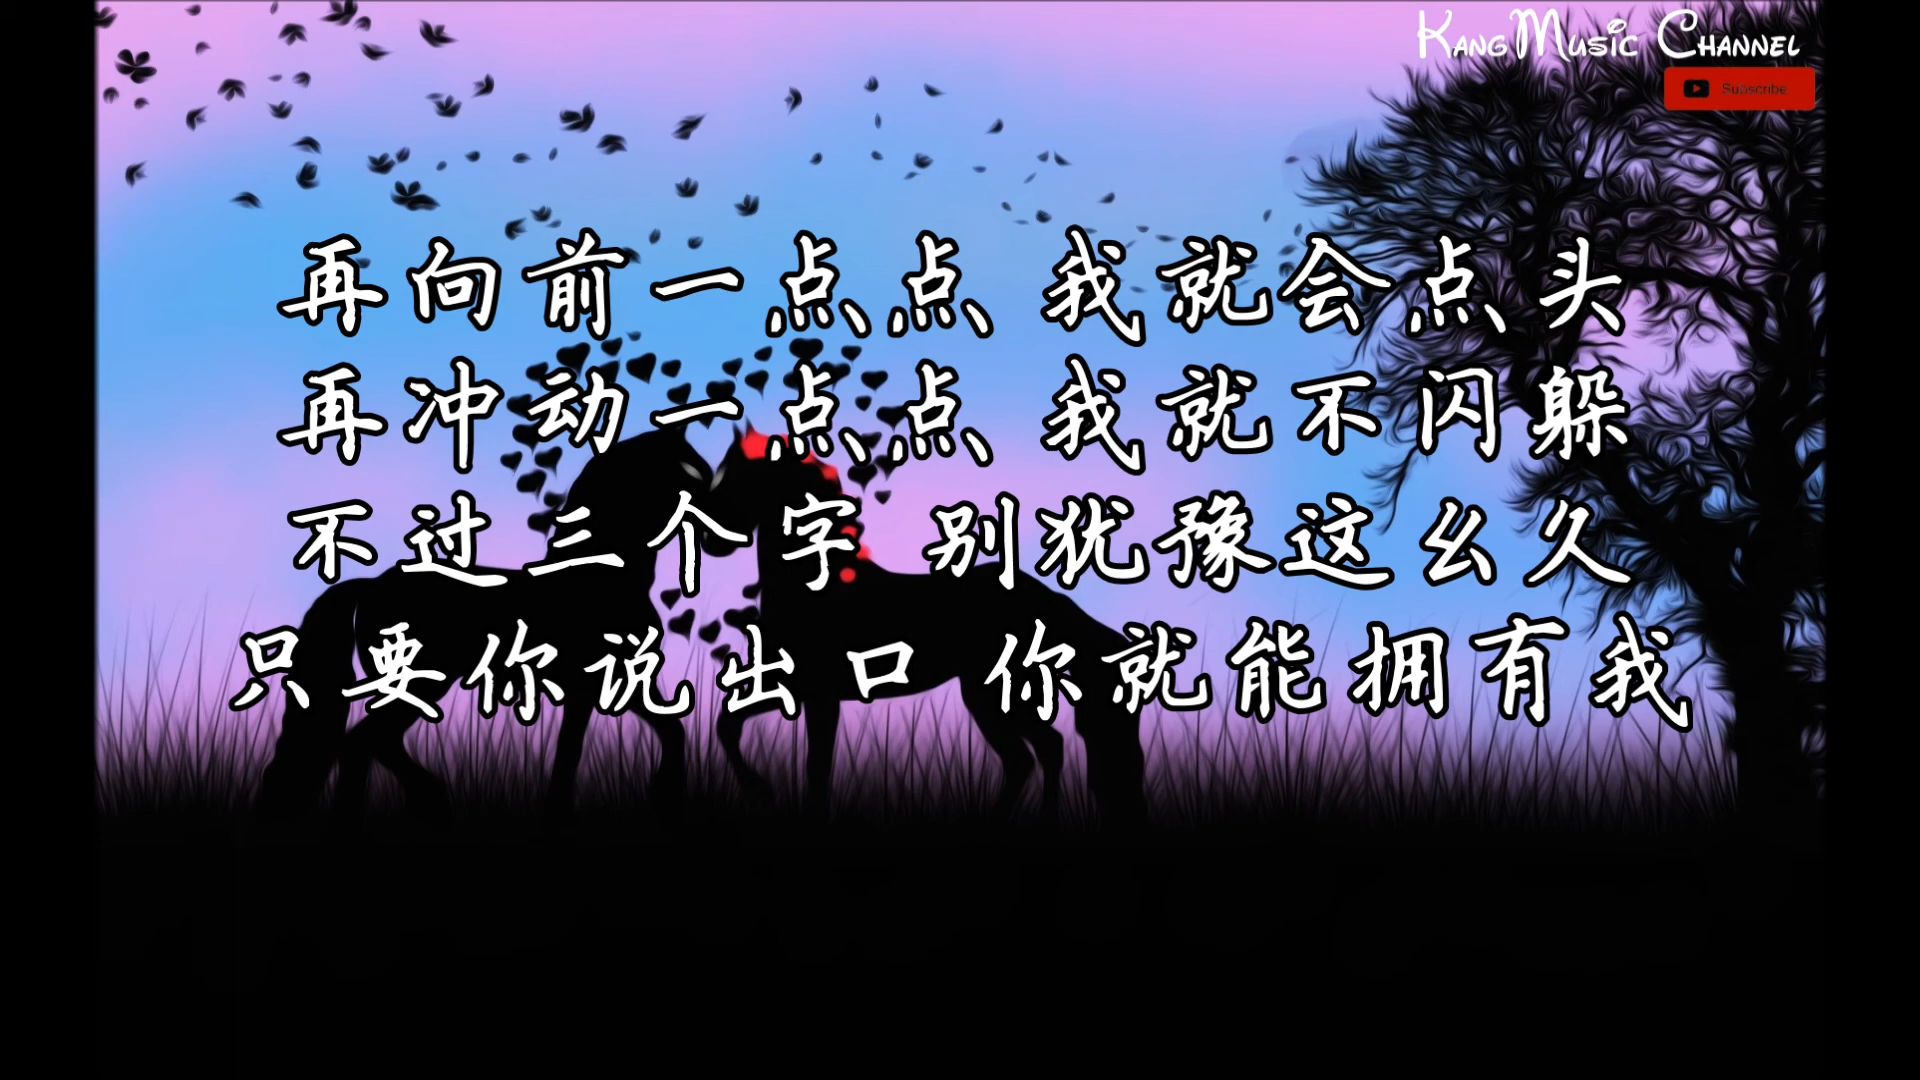 KangMusic Channel
Subscribe
再向前一点点 我就会点头
再冲动一点点 我就不闪躲
不过三个字 别犹豫这幺久
只要你说出口 你就能拥有我